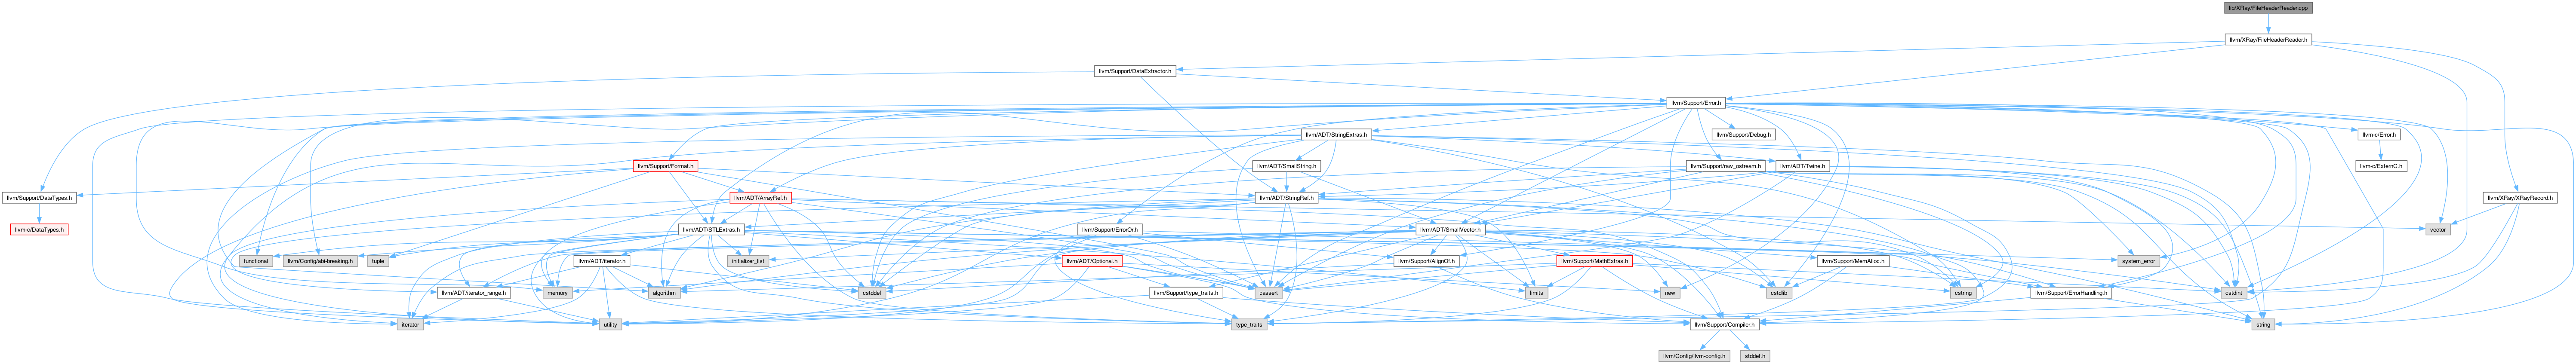 lib/XRay/FileHeaderReader.cpp
llvm/XRay/FileHeaderReader.h
llvm/Support/DataExtractor.h
llvm/Support/Error.h
llvm/ADT/StringExtras.h
llvm/Support/Debug.h
llvm-c/Error.h
llvm/Support/Format.h
llvm/ADT/SmallString.h
llvm/Support/raw_ostream.h
llvm/ADT/Twine.h
llvm-c/ExternC.h
llvm/Support/DataTypes.h
llvm/ADT/ArrayRef.h
llvm/ADT/StringRef.h
llvm/XRay/XRayRecord.h
llvm-c/DataTypes.h
llvm/ADT/STLExtras.h
llvm/Support/ErrorOr.h
llvm/ADT/SmallVector.h
vector
functional
llvm/Config/abi-breaking.h
tuple
llvm/ADT/iterator.h
initializer_list
llvm/ADT/Optional.h
llvm/Support/AlignOf.h
llvm/Support/MathExtras.h
llvm/Support/MemAlloc.h
system_error
llvm/ADT/iterator_range.h
memory
algorithm
cstddef
llvm/Support/type_traits.h
cassert
limits
new
cstdlib
cstring
llvm/Support/ErrorHandling.h
cstdint
iterator
utility
type_traits
llvm/Support/Compiler.h
string
llvm/Config/llvm-config.h
stddef.h